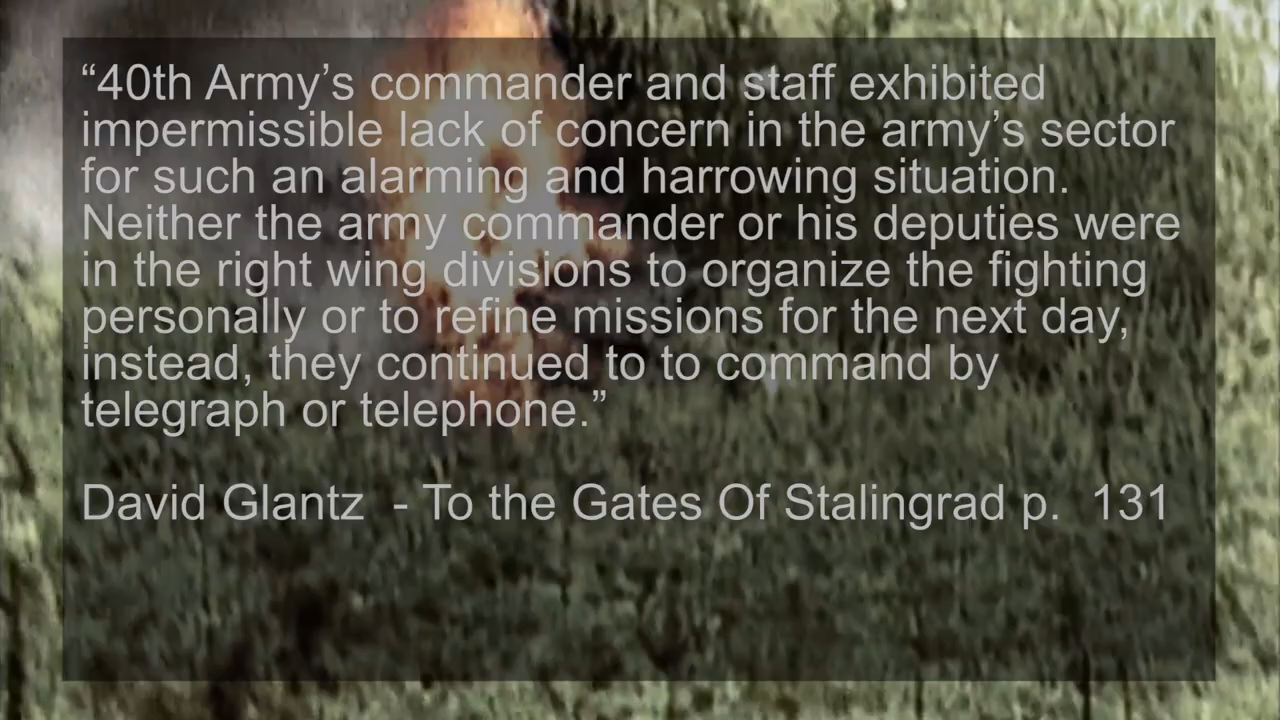 “40th Army’s commander and staff exhibited
impermissible lack of concern in the army’s sector
for such an alarming and harrowing situation.
Neither the army commander or his deputies were
in the right wing divisions to organize the fighting
personally or to refine missions for the next day,
instead, they continued to to command by
telegraph or telephone.”
David Glantz  - To the Gates Of Stalingrad p.  131